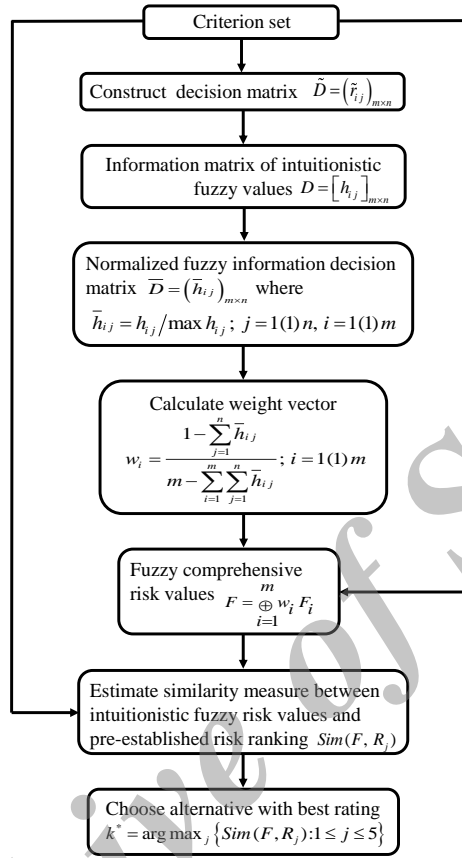 Criterion set
Construct decision matrix D̃ = (r̃ᵢⱼ)ₘ×ₙ
Information matrix of intuitionistic
fuzzy values D = [hᵢⱼ]ₘ×ₙ
Normalized fuzzy information decision
matrix D̅ = (h̅ᵢⱼ)ₘ×ₙ where
h̅ᵢⱼ = hᵢⱼ/max hᵢⱼ; j = 1(1)n, i = 1(1)m
Calculate weight vector
wᵢ = (1 − ∑ⱼ₌₁ⁿ h̅ᵢⱼ) / (m − ∑ᵢ₌₁ᵐ ∑ⱼ₌₁ⁿ h̅ᵢⱼ); i = 1(1)m
Fuzzy comprehensive
risk values F = ⊕ᵢ₌₁ᵐ wᵢ Fᵢ
Estimate similarity measure between
intuitionistic fuzzy risk values and
pre-established risk ranking Sim(F, Rⱼ)
Choose alternative with best rating
k* = arg maxⱼ {Sim(F, Rⱼ):1 ≤ j ≤ 5}
ive of S